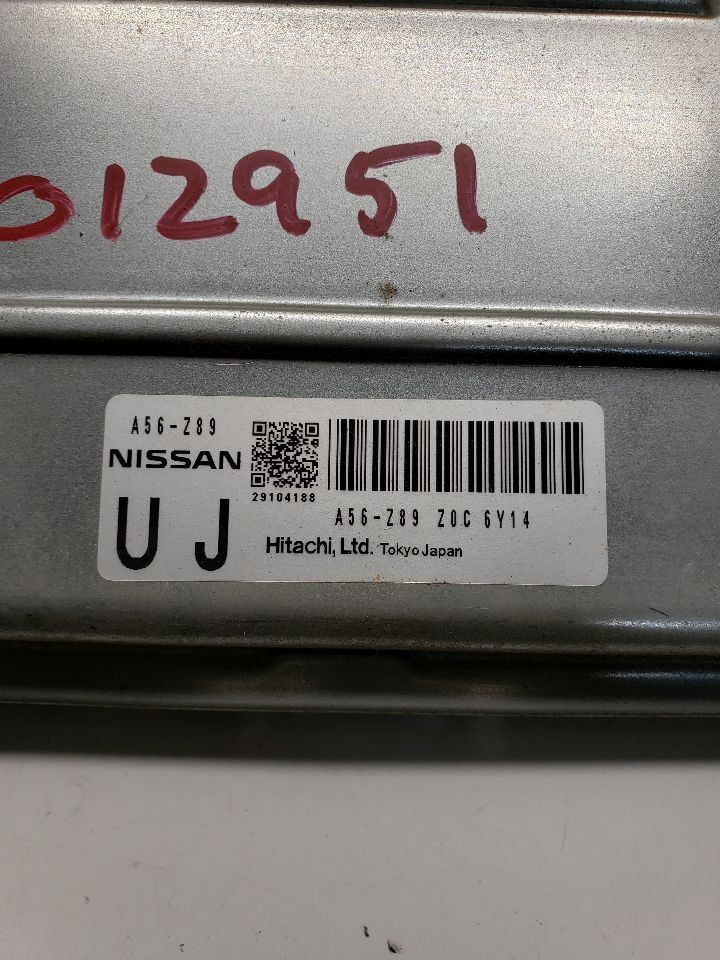 012951
A56-Z89
NISSAN
U J
29104188
A56-Z89 Z0C 6Y14
Hitachi, Ltd. Tokyo Japan